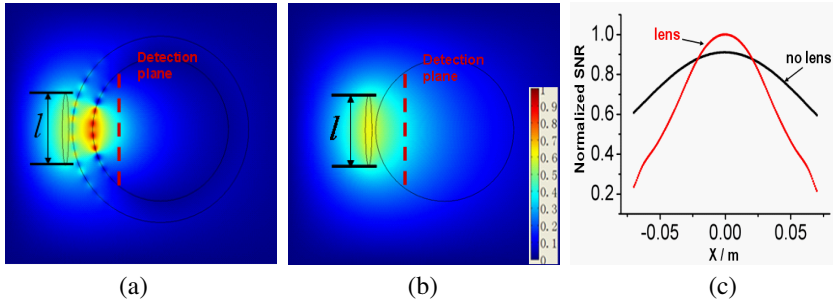 Detection
plane
l
(a)
Detection
plane
l
1
0.9
0.8
0.7
0.6
0.5
0.4
0.3
0.2
0.1
0
(b)
lens
no lens
Normalized SNR
1.0
0.8
0.6
0.4
0.2
-0.05
0.00
0.05
X / m
(c)